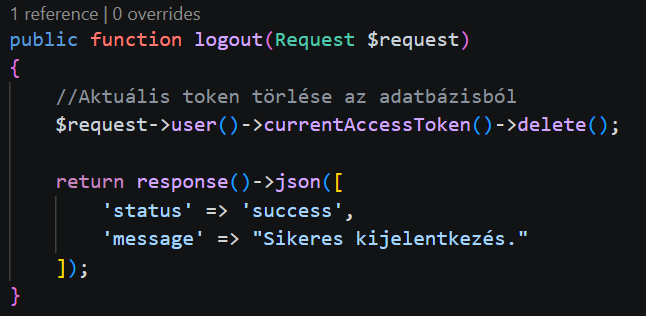 1 reference | 0 overrides
public function logout(Request $request)
{
    //Aktuális token törlése az adatbázisból
    $request->user()->currentAccessToken()->delete();

    return response()->json([
        'status' => 'success',
        'message' => "Sikeres kijelentkezés."
    ]);
}